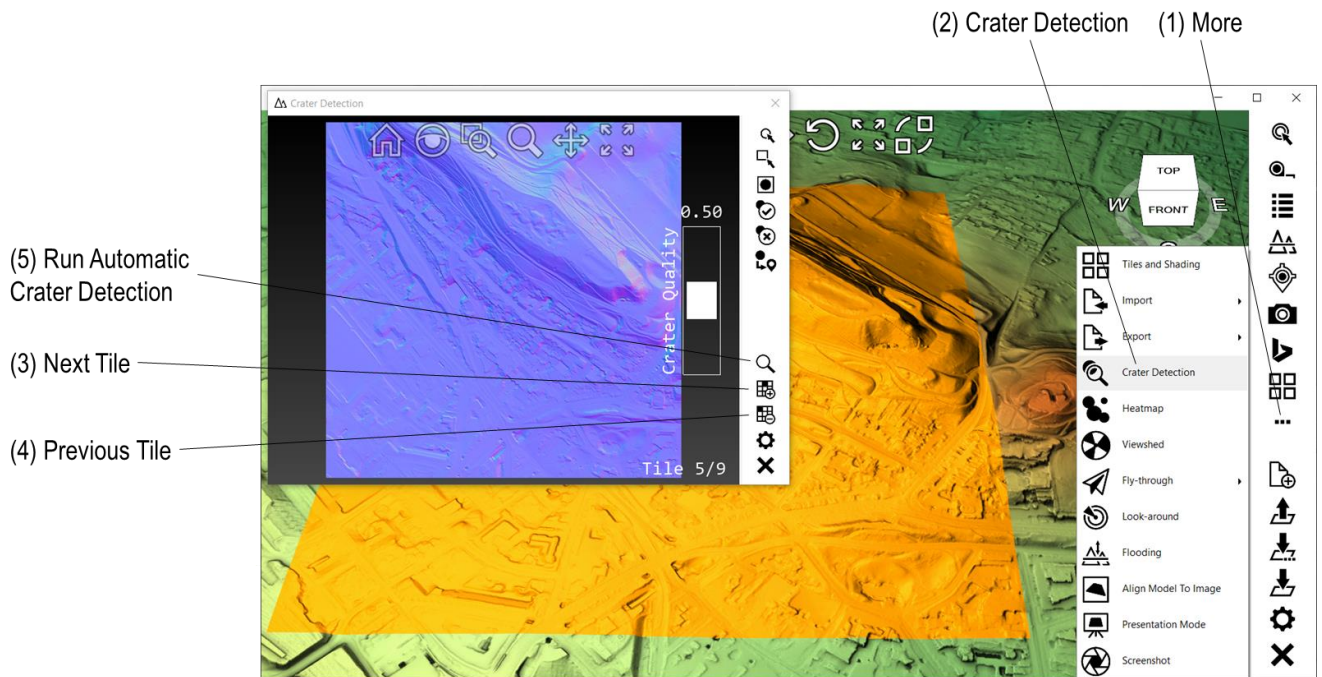 (2) Crater Detection
(1) More
Crater Detection
(5) Run Automatic
Crater Detection
(3) Next Tile
(4) Previous Tile
0.50
Crater Quality
Tile 5/9
TOP
FRONT
W
E
Tiles and Shading
Import
Export
Crater Detection
Heatmap
Viewshed
Fly-through
Look-around
Flooding
Align Model To Image
Presentation Mode
Screenshot